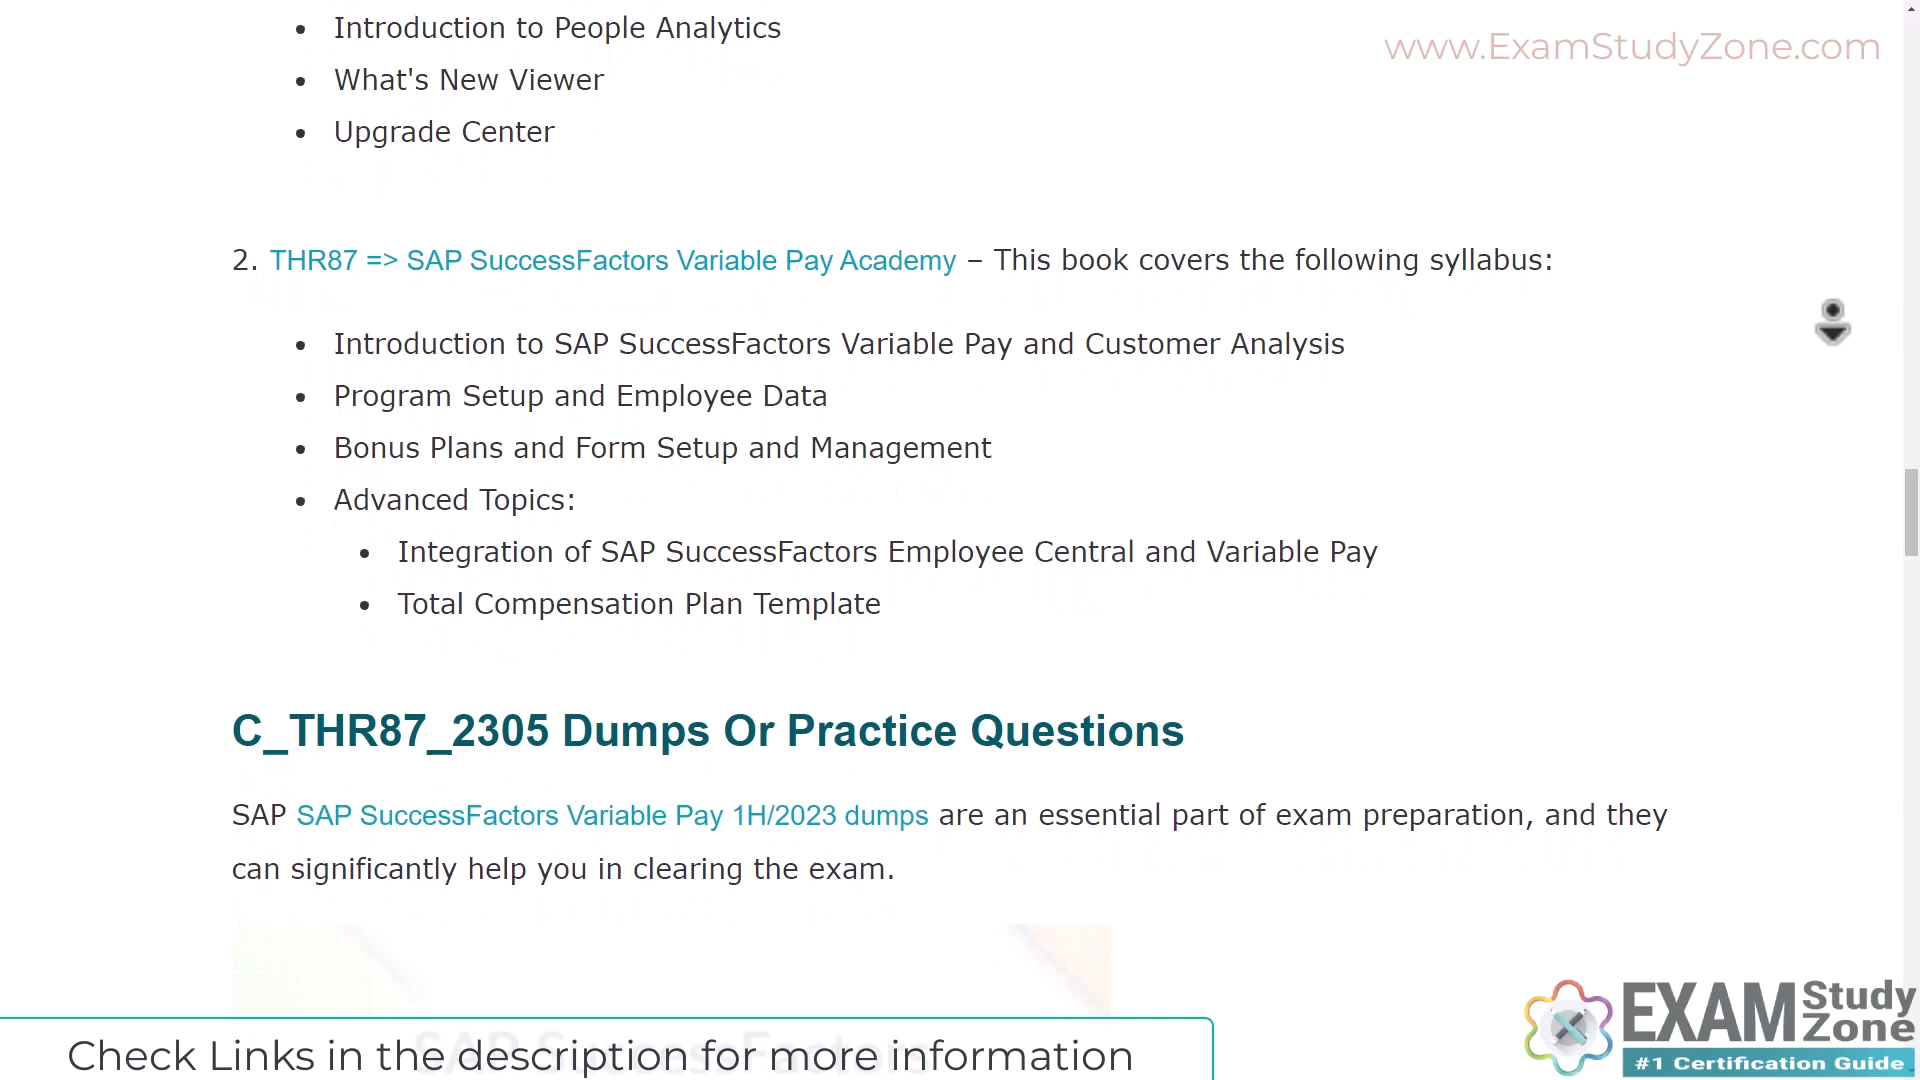 Introduction to People Analytics
www.ExamStudyZone.com
What's New Viewer
Upgrade Center
2. THR87 => SAP SuccessFactors Variable Pay Academy – This book covers the following syllabus:
Introduction to SAP SuccessFactors Variable Pay and Customer Analysis
Program Setup and Employee Data
Bonus Plans and Form Setup and Management
Advanced Topics:
Integration of SAP SuccessFactors Employee Central and Variable Pay
Total Compensation Plan Template
C_THR87_2305 Dumps Or Practice Questions
SAP SAP SuccessFactors Variable Pay 1H/2023 dumps are an essential part of exam preparation, and they
can significantly help you in clearing the exam.
SAP SuccessFactors
Check Links in the description for more information
EXAM Study Zone
#1 Certification Guide